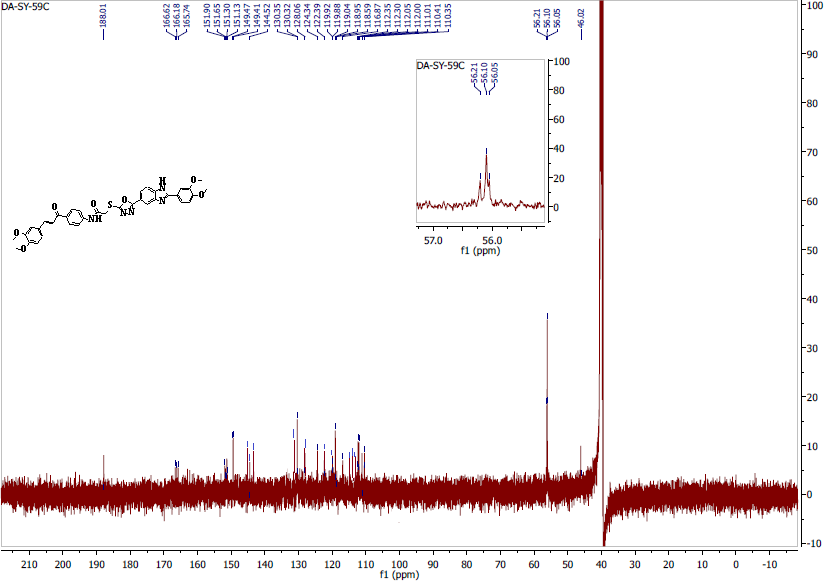 DA-SY-59C
188.01
166.62
166.18
165.74
151.90
151.65
151.30
151.13
149.47
149.41
144.52
130.35
130.32
128.06
124.34
122.39
119.92
119.88
119.04
118.95
118.59
116.87
112.35
112.30
112.05
112.00
111.01
110.41
110.35
56.21
56.10
56.05
46.02
DA-SY-59C
56.21
56.10
56.05
100
80
60
40
20
0
57.0 56.0
f1 (ppm)
H
N
N
O
O
O
N
N
S
O
NH
O
O
O
100
90
80
70
60
50
40
30
20
10
0
-10
210 200 190 180 170 160 150 140 130 120 110 100 90 80 70 60 50 40 30 20 10 0 -10
f1 (ppm)